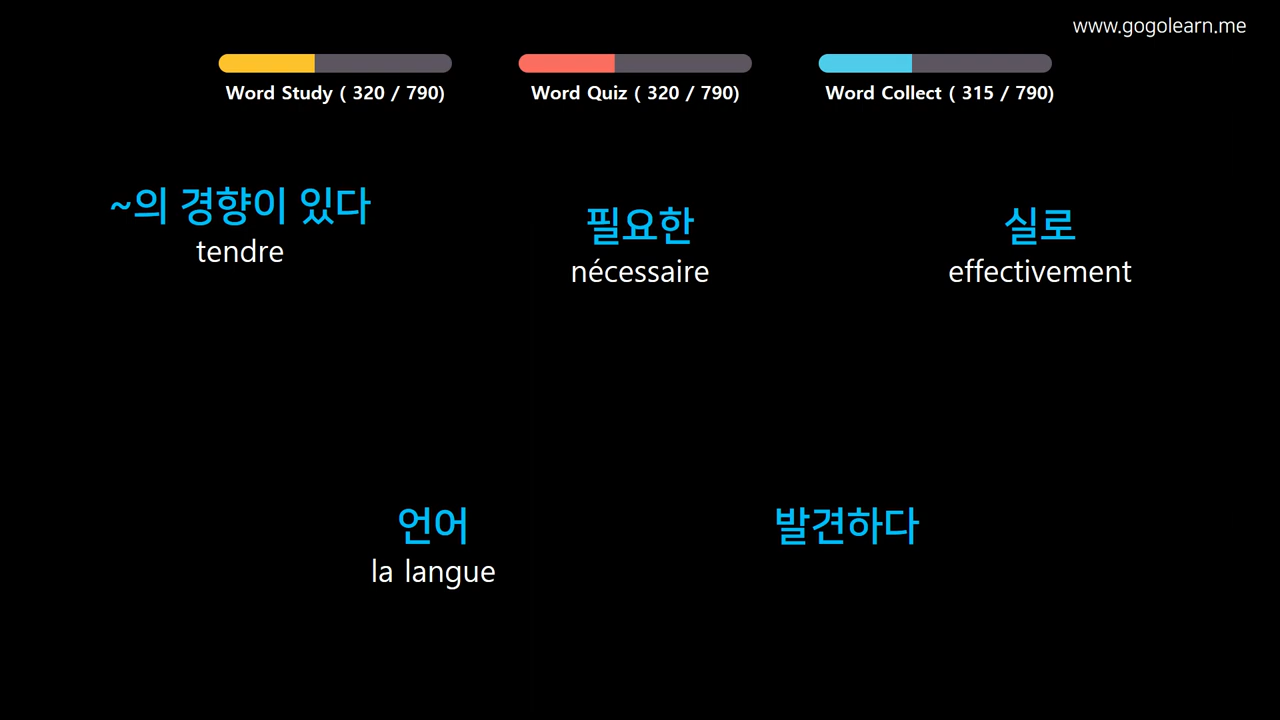 www.gogolearn.me
Word Study ( 320 / 790)
Word Quiz ( 320 / 790)
Word Collect ( 315 / 790)
~의 경향이 있다
tendre
필요한
nécessaire
실로
effectivement
언어
la langue
발견하다